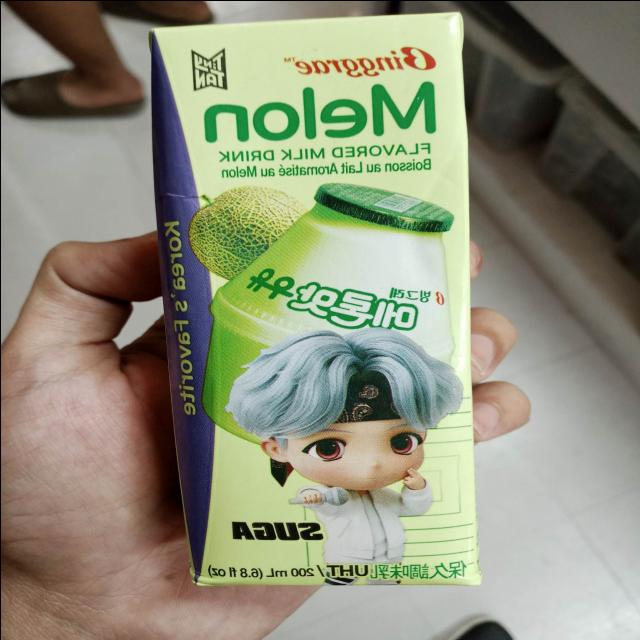 Binggrae™
TinyTAN
Melon
FLAVORED MILK DRINK
Boisson au Lait Aromatisé au Melon
Korea's Favorite
빙그레
메론맛우유
SUGA
保久調味乳 UHT/200 mL (6.8 fl oz)